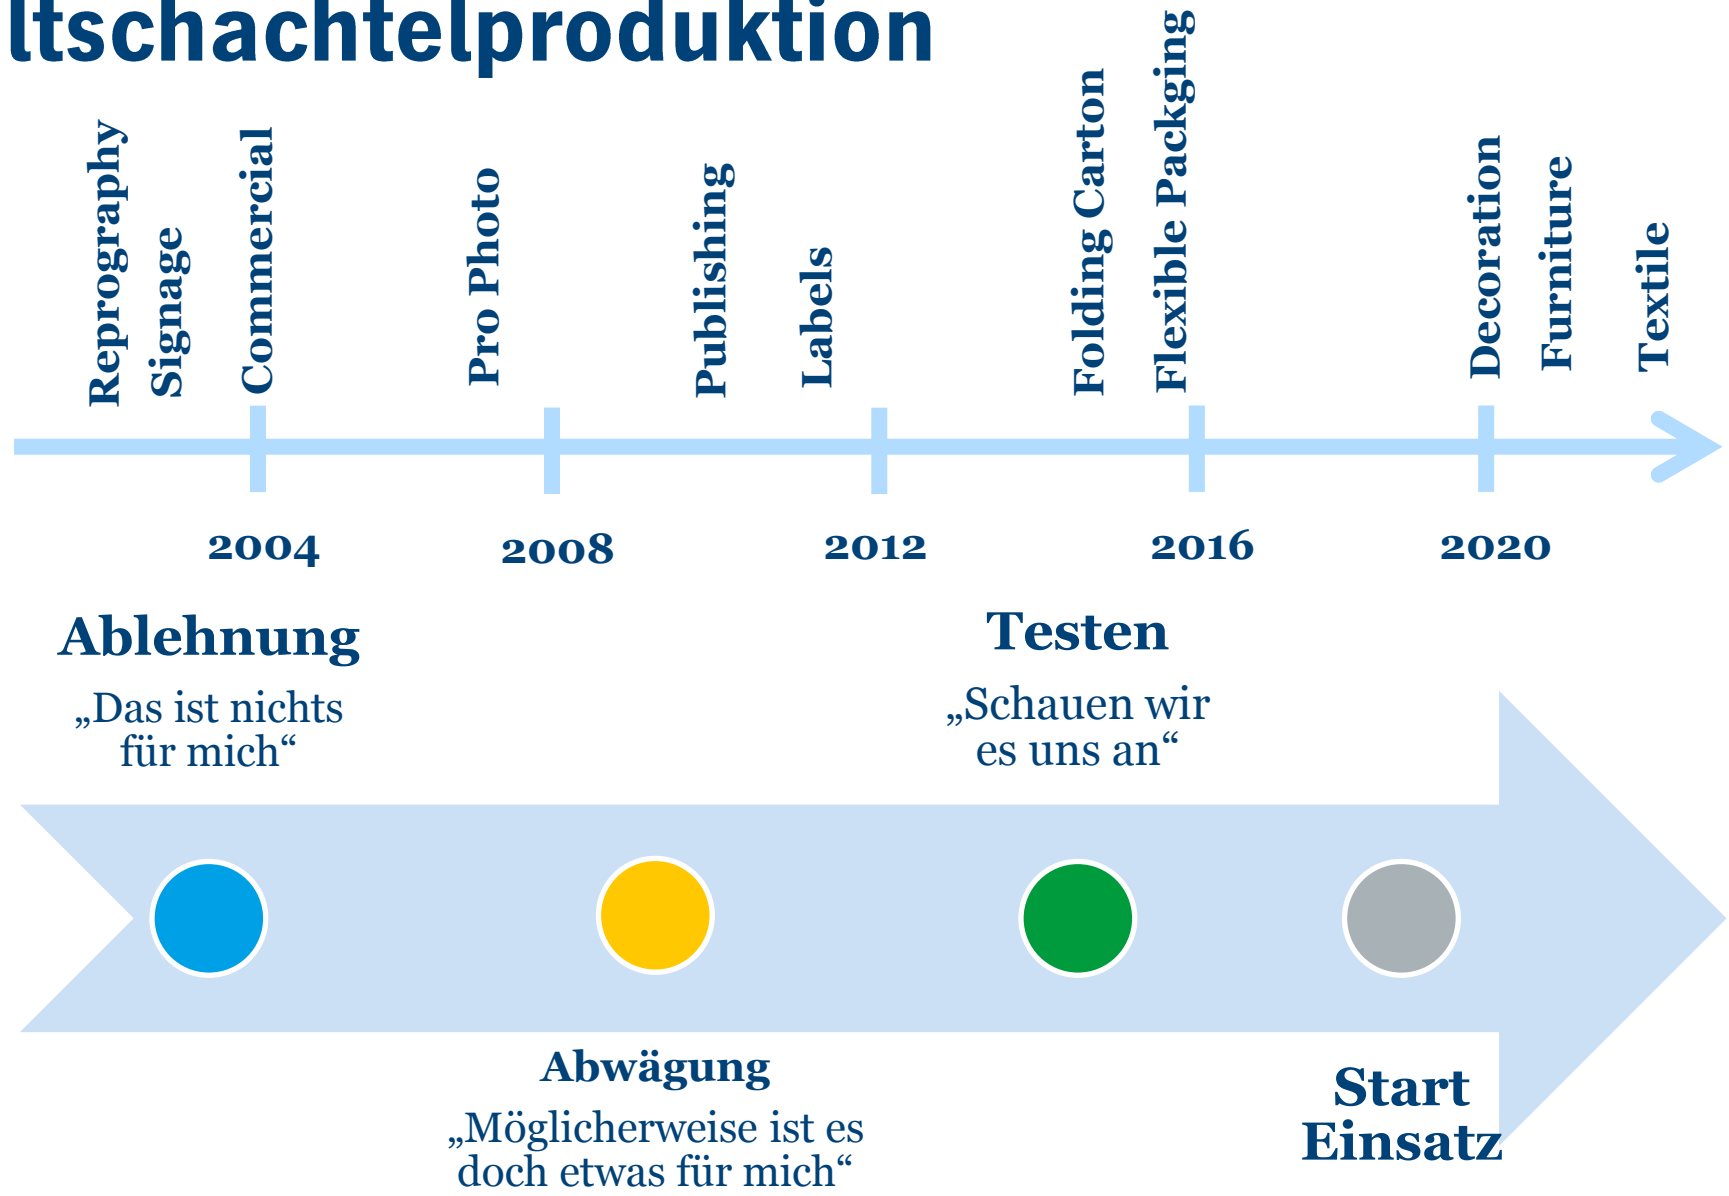 ltschachtelproduktion
Reprography
Signage
Commercial
Pro Photo
Publishing
Labels
Folding Carton
Flexible Packging
Decoration
Furniture
Textile
2004
2008
2012
2016
2020
Ablehnung
„Das ist nichts
für mich“
Testen
„Schauen wir
es uns an“
Abwägung
„Möglicherweise ist es
doch etwas für mich“
Start
Einsatz